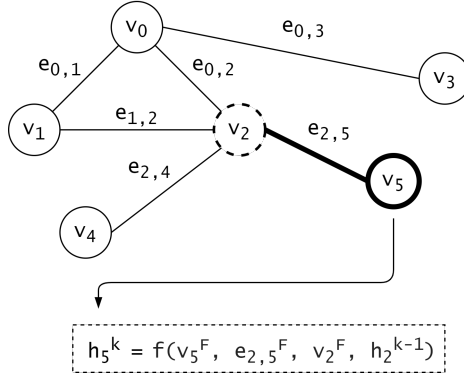 v₀
e₀,₃
e₀,₁
e₀,₂
v₃
v₁
e₁,₂
v₂
e₂,₅
e₂,₄
v₅
v₄
h₅ᵏ = f(v₅ᶠ, e₂,₅ᶠ, v₂ᶠ, h₂ᵏ⁻¹)